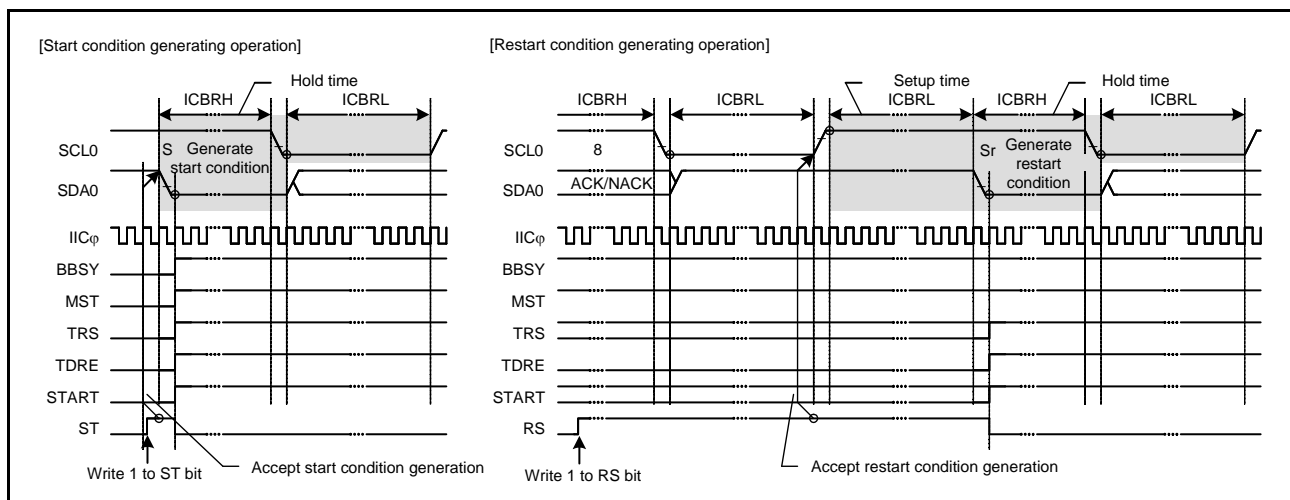 [Start condition generating operation]
[Restart condition generating operation]
Hold time
ICBRH
ICBRL
SCL0
S
Generate
start condition
SDA0
IICφ
BBSY
MST
TRS
TDRE
START
ST
Write 1 to ST bit
Accept start condition generation
Setup time
Hold time
ICBRH
ICBRL
ICBRL
ICBRH
ICBRL
SCL0
8
Sr
Generate
restart
condition
SDA0
ACK/NACK
IICφ
BBSY
MST
TRS
TDRE
START
RS
Write 1 to RS bit
Accept restart condition generation